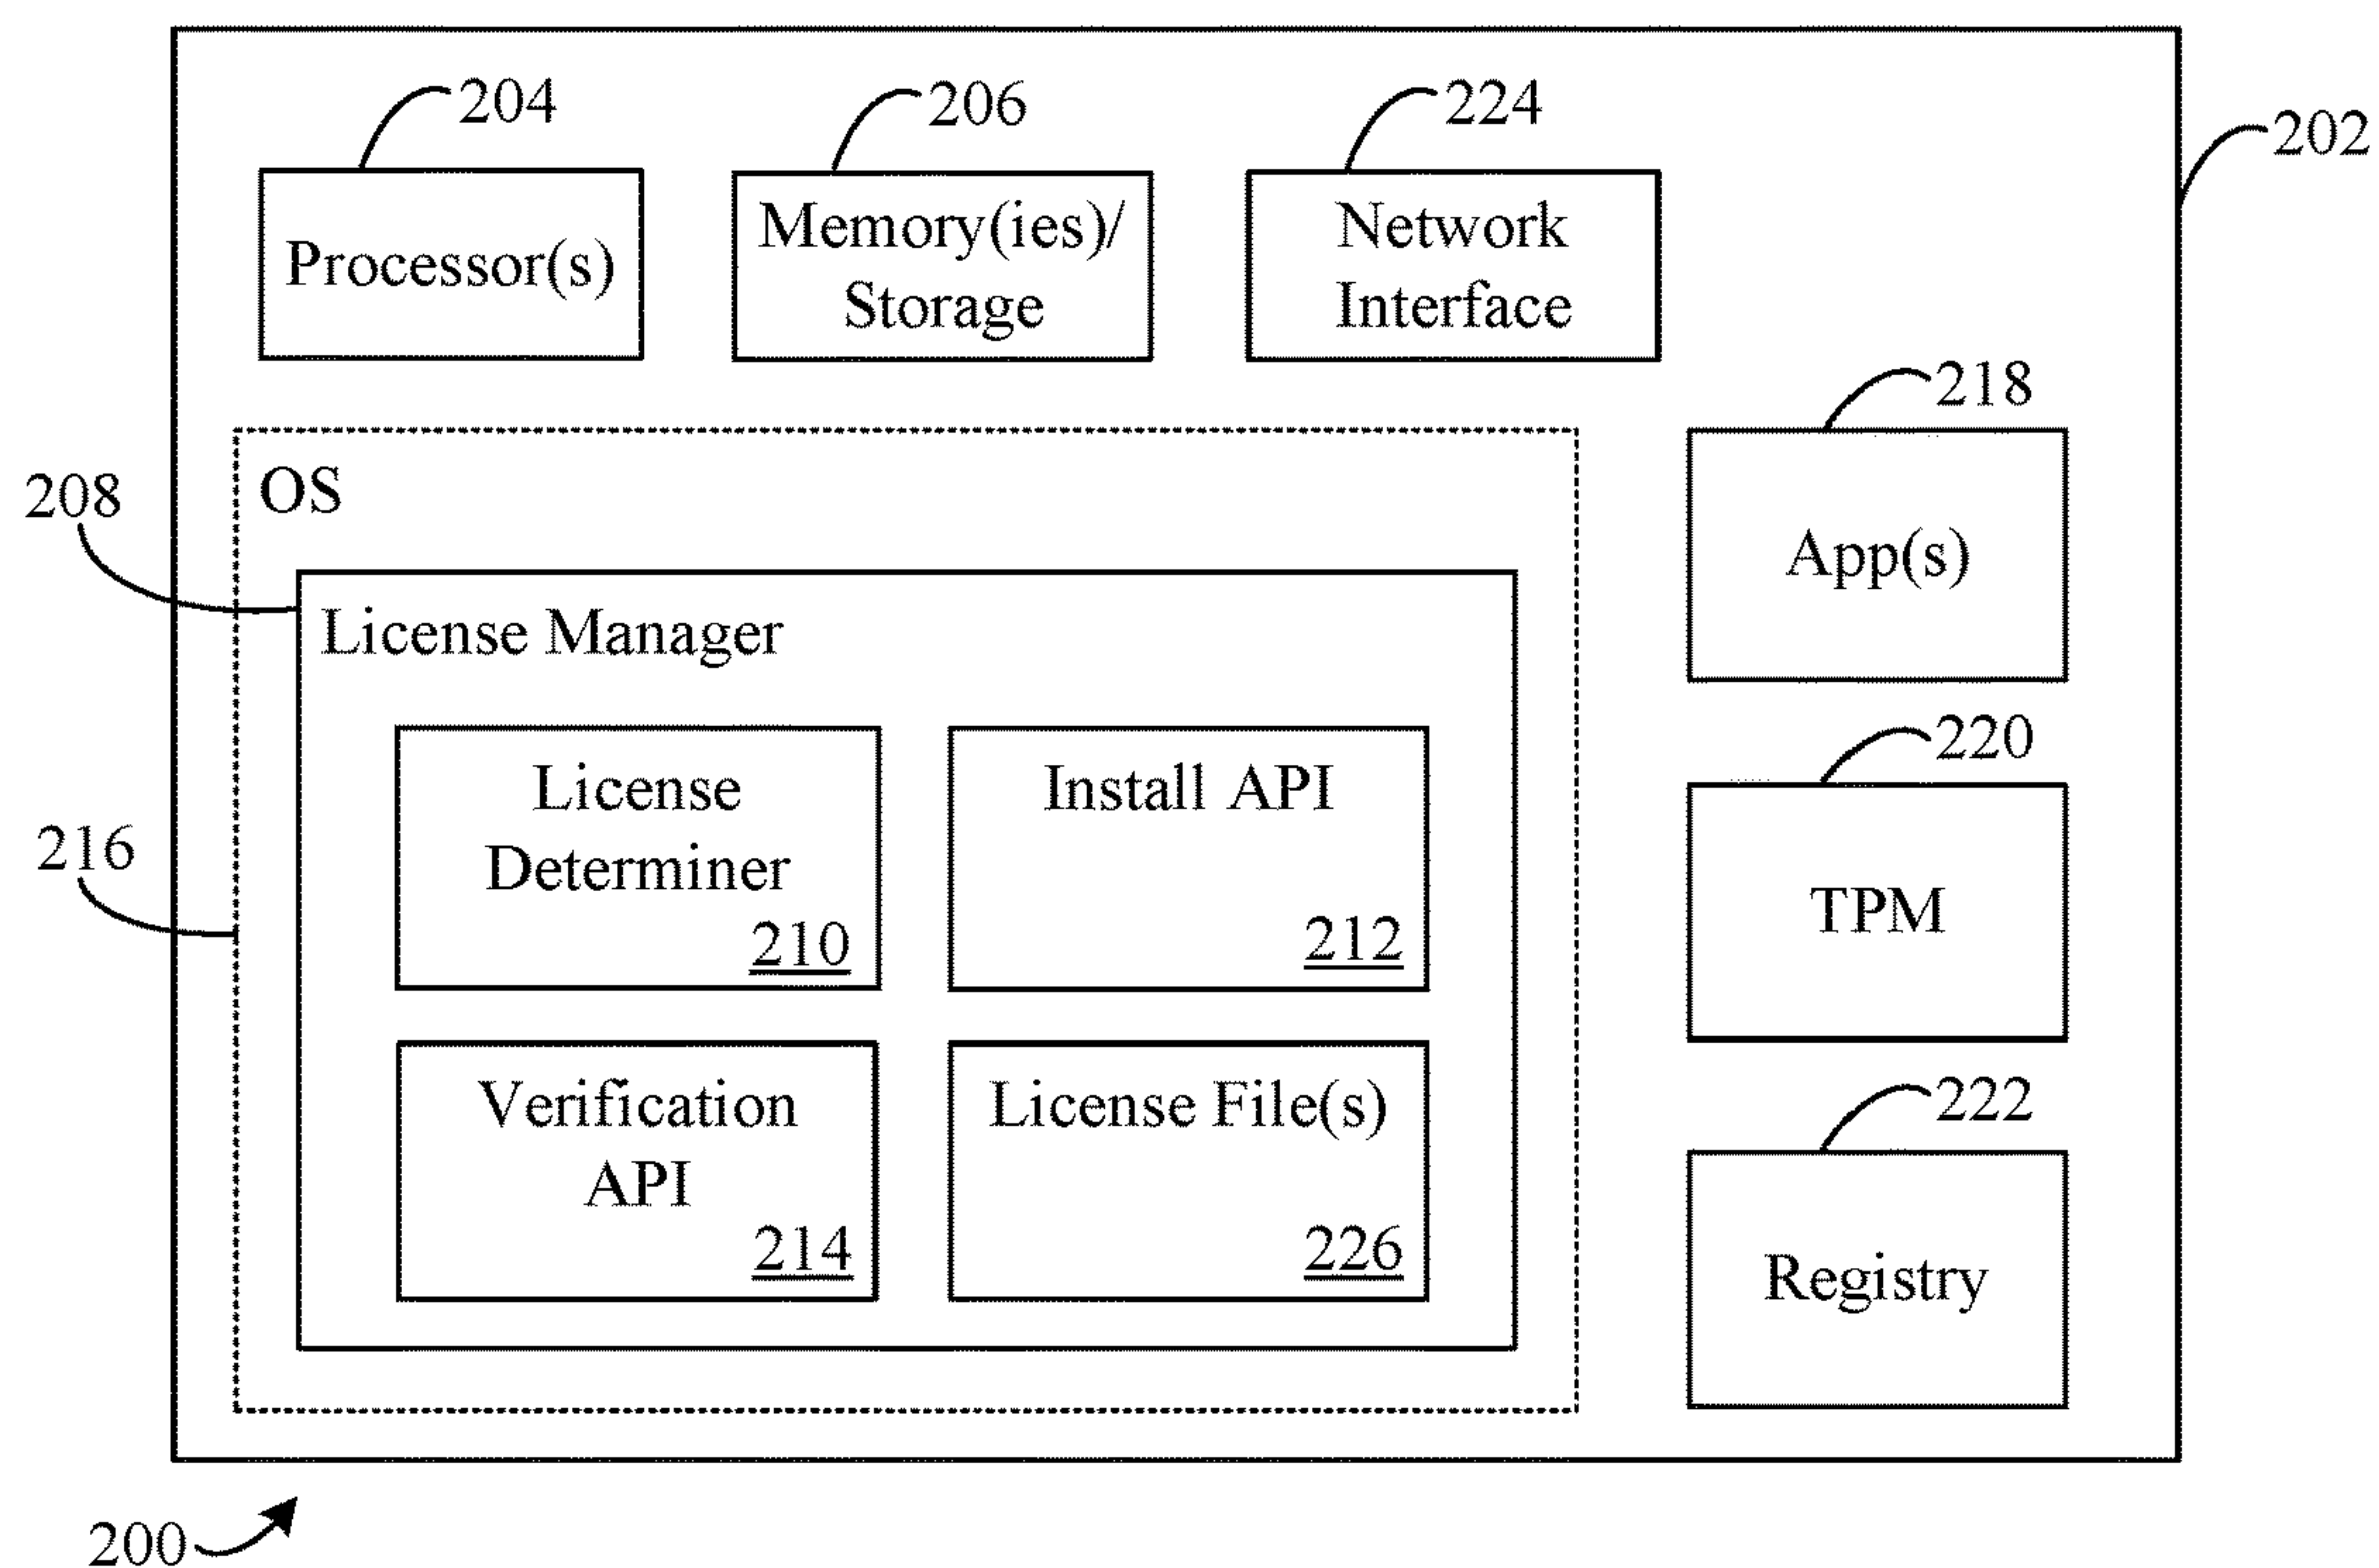 204
206
224
202
Processor(s)
Memory(ies)/
Storage
Network
Interface
218
208
OS
App(s)
License Manager
220
License
Determiner
210
Install API
212
216
TPM
222
Verification
API
214
License File(s)
226
Registry
200